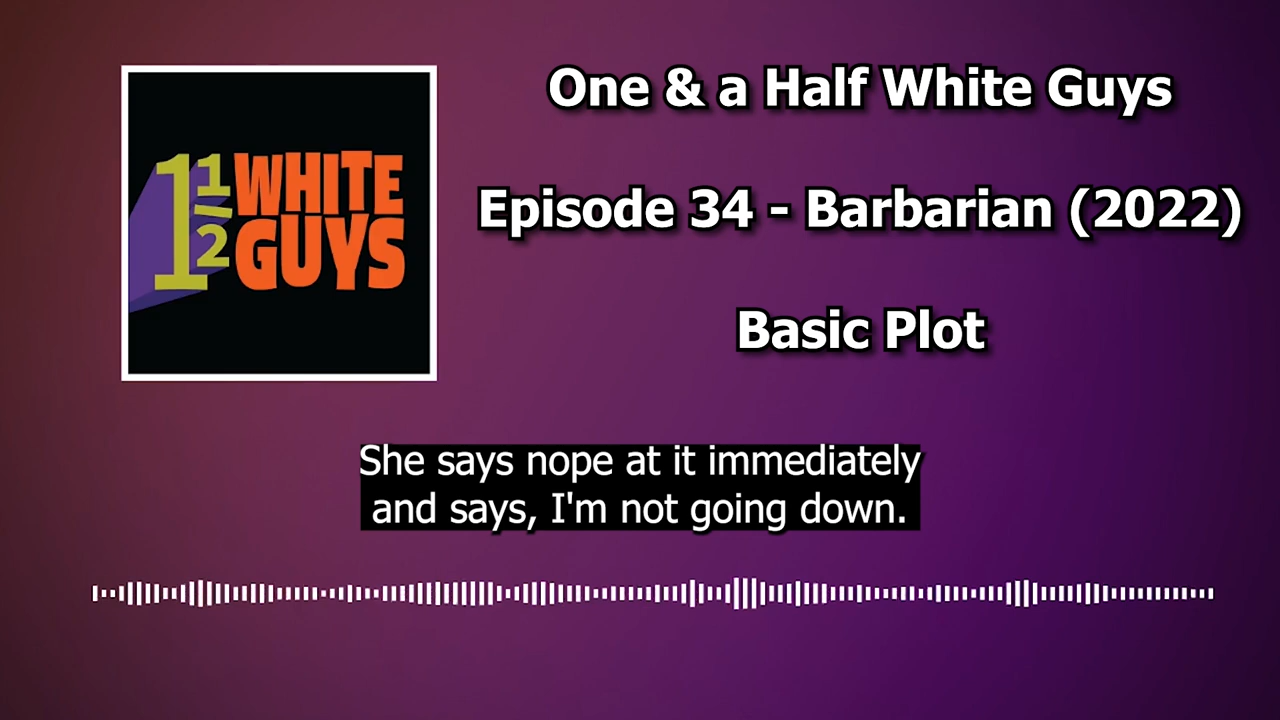 1 1/2 WHITE
GUYS
One & a Half White Guys
Episode 34 - Barbarian (2022)
Basic Plot
She says nope at it immediately
and says, I'm not going down.